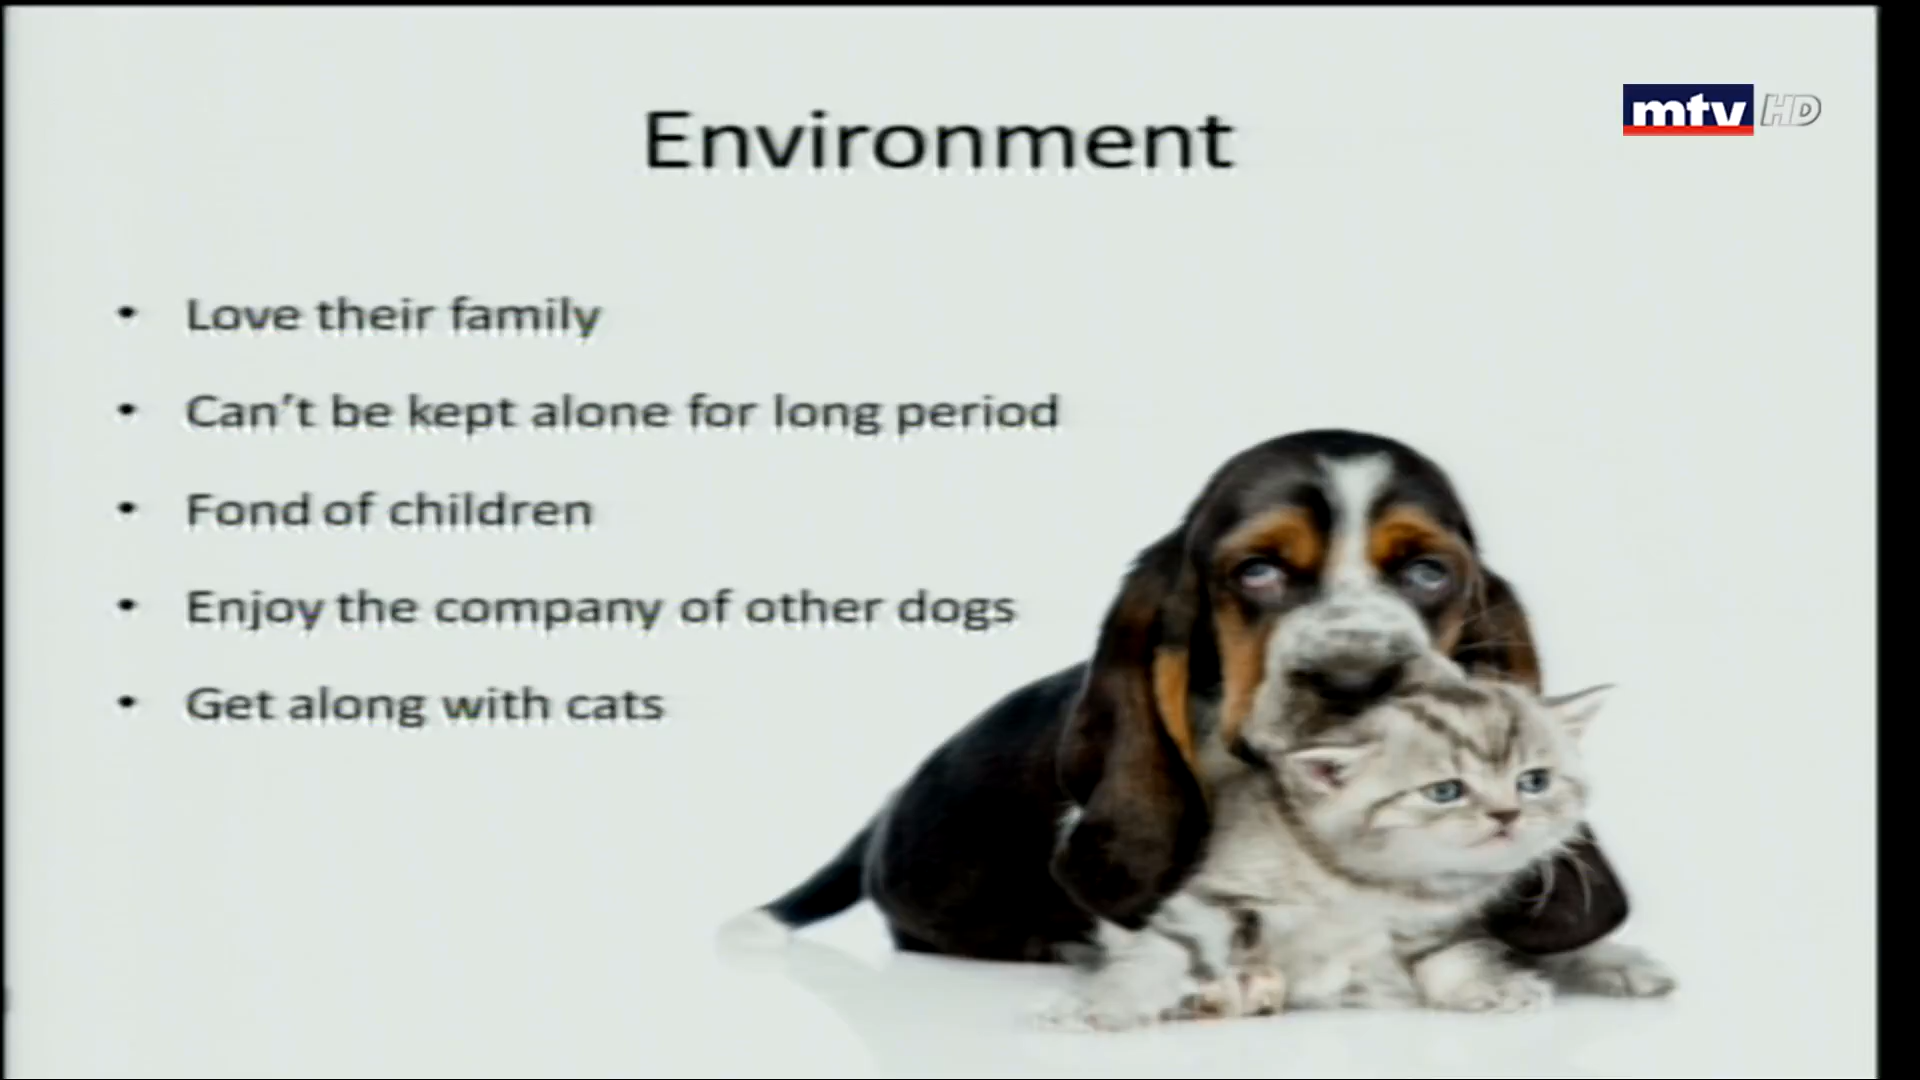 mtv HD
Environment
• Love their family
• Can't be kept alone for long period
• Fond of children
• Enjoy the company of other dogs
• Get along with cats